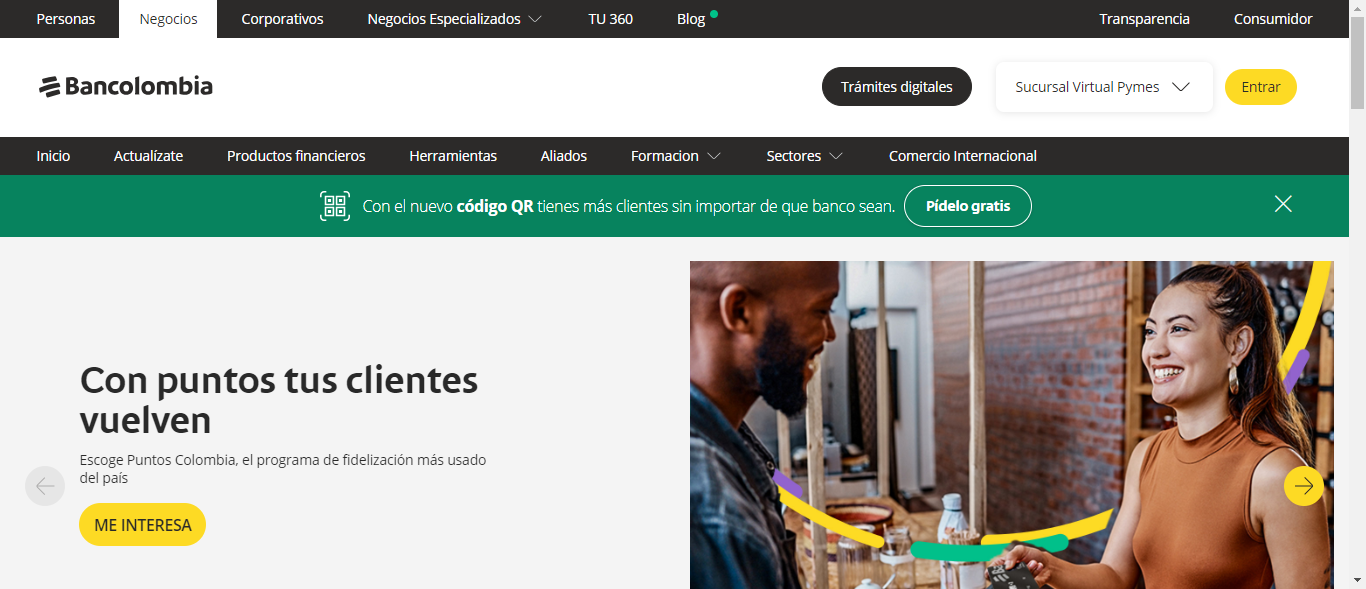 Personas Negocios Corporativos Negocios Especializados TU 360 Blog Transparencia Consumidor
Bancolombia Trámites digitales Sucursal Virtual Pymes Entrar
Inicio Actualízate Productos financieros Herramientas Aliados Formacion Sectores Comercio Internacional
Con el nuevo código QR tienes más clientes sin importar de que banco sean. Pídelo gratis
Con puntos tus clientes
vuelven
Escoge Puntos Colombia, el programa de fidelización más usado
del país
ME INTERESA